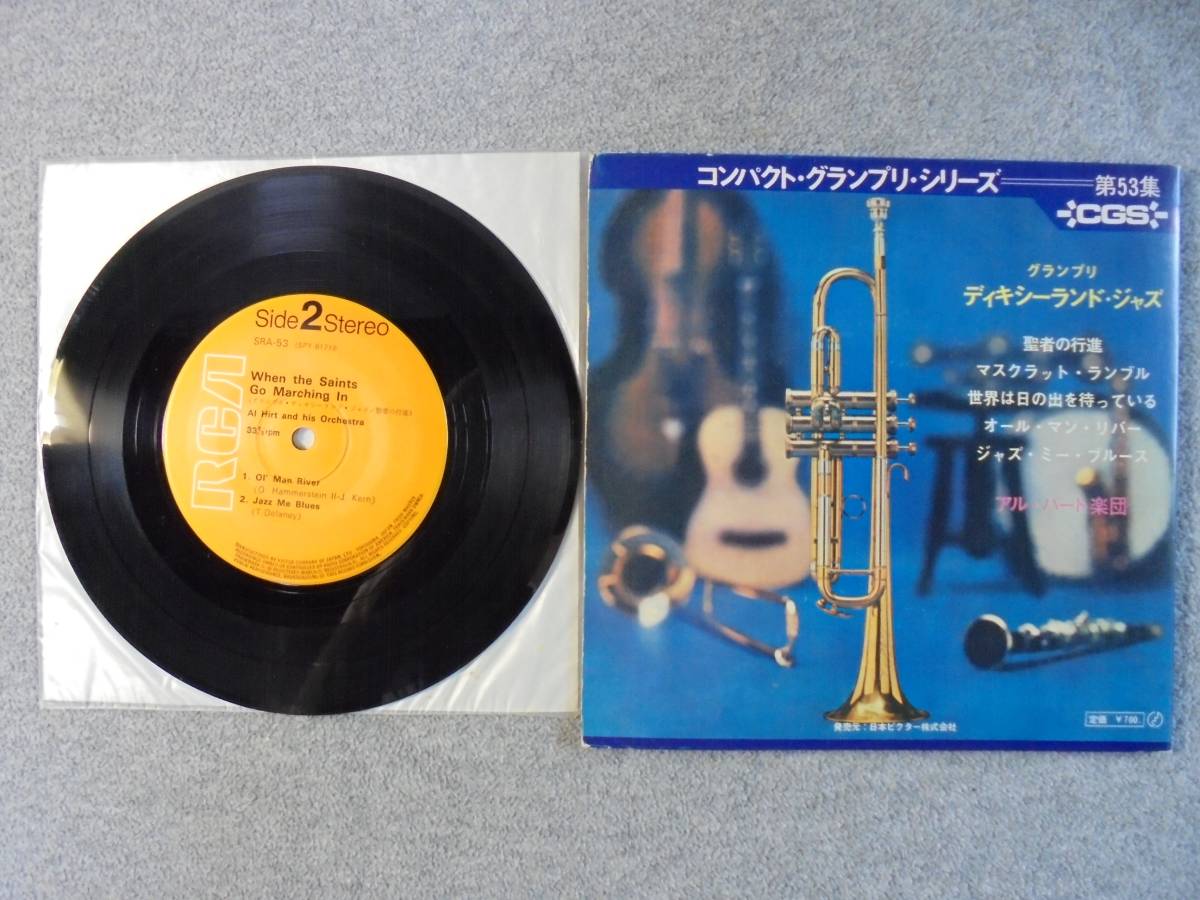 Side 2 Stereo
SRA-53
RCA
When the Saints
Go Marching In
Al Hirt and his Orchestra
33⅓rpm
1. Ol' Man River
(O. Hammerstein II-J. Kern)
2. Jazz Me Blues
(T. Delaney)
コンパクト・グランプリ・シリーズ
第53集
CGS
グランプリ
ディキシーランド・ジャズ
聖者の行進
マスクラット・ランブル
世界は日の出を待っている
オール・マン・リバー
ジャズ・ミー・ブルース
アル・ハート楽団
発売元：日本ビクター株式会社
定価 ¥700.